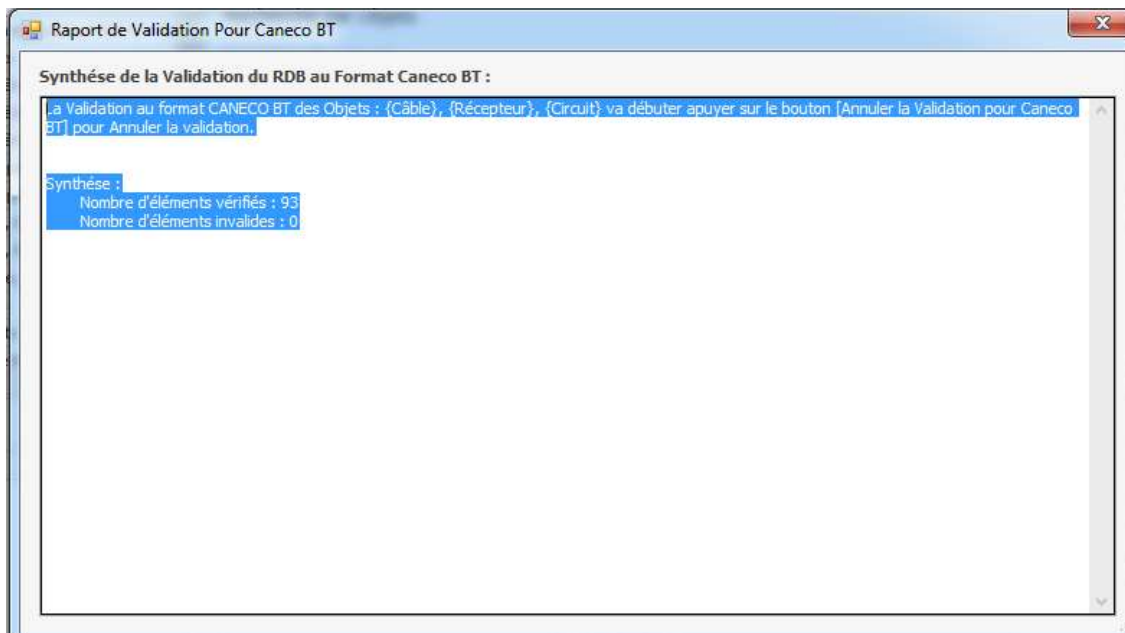 Raport de Validation Pour Caneco BT
Synthése de la Validation du RDB au Format Caneco BT :
La Validation au format CANECO BT des Objets : {Câble}, {Récepteur}, {Circuit} va débuter apuyer sur le bouton [Annuler la Validation pour Caneco
BT] pour Annuler la validation.
Synthése :
Nombre d'éléments vérifiés : 93
Nombre d'éléments invalides : 0